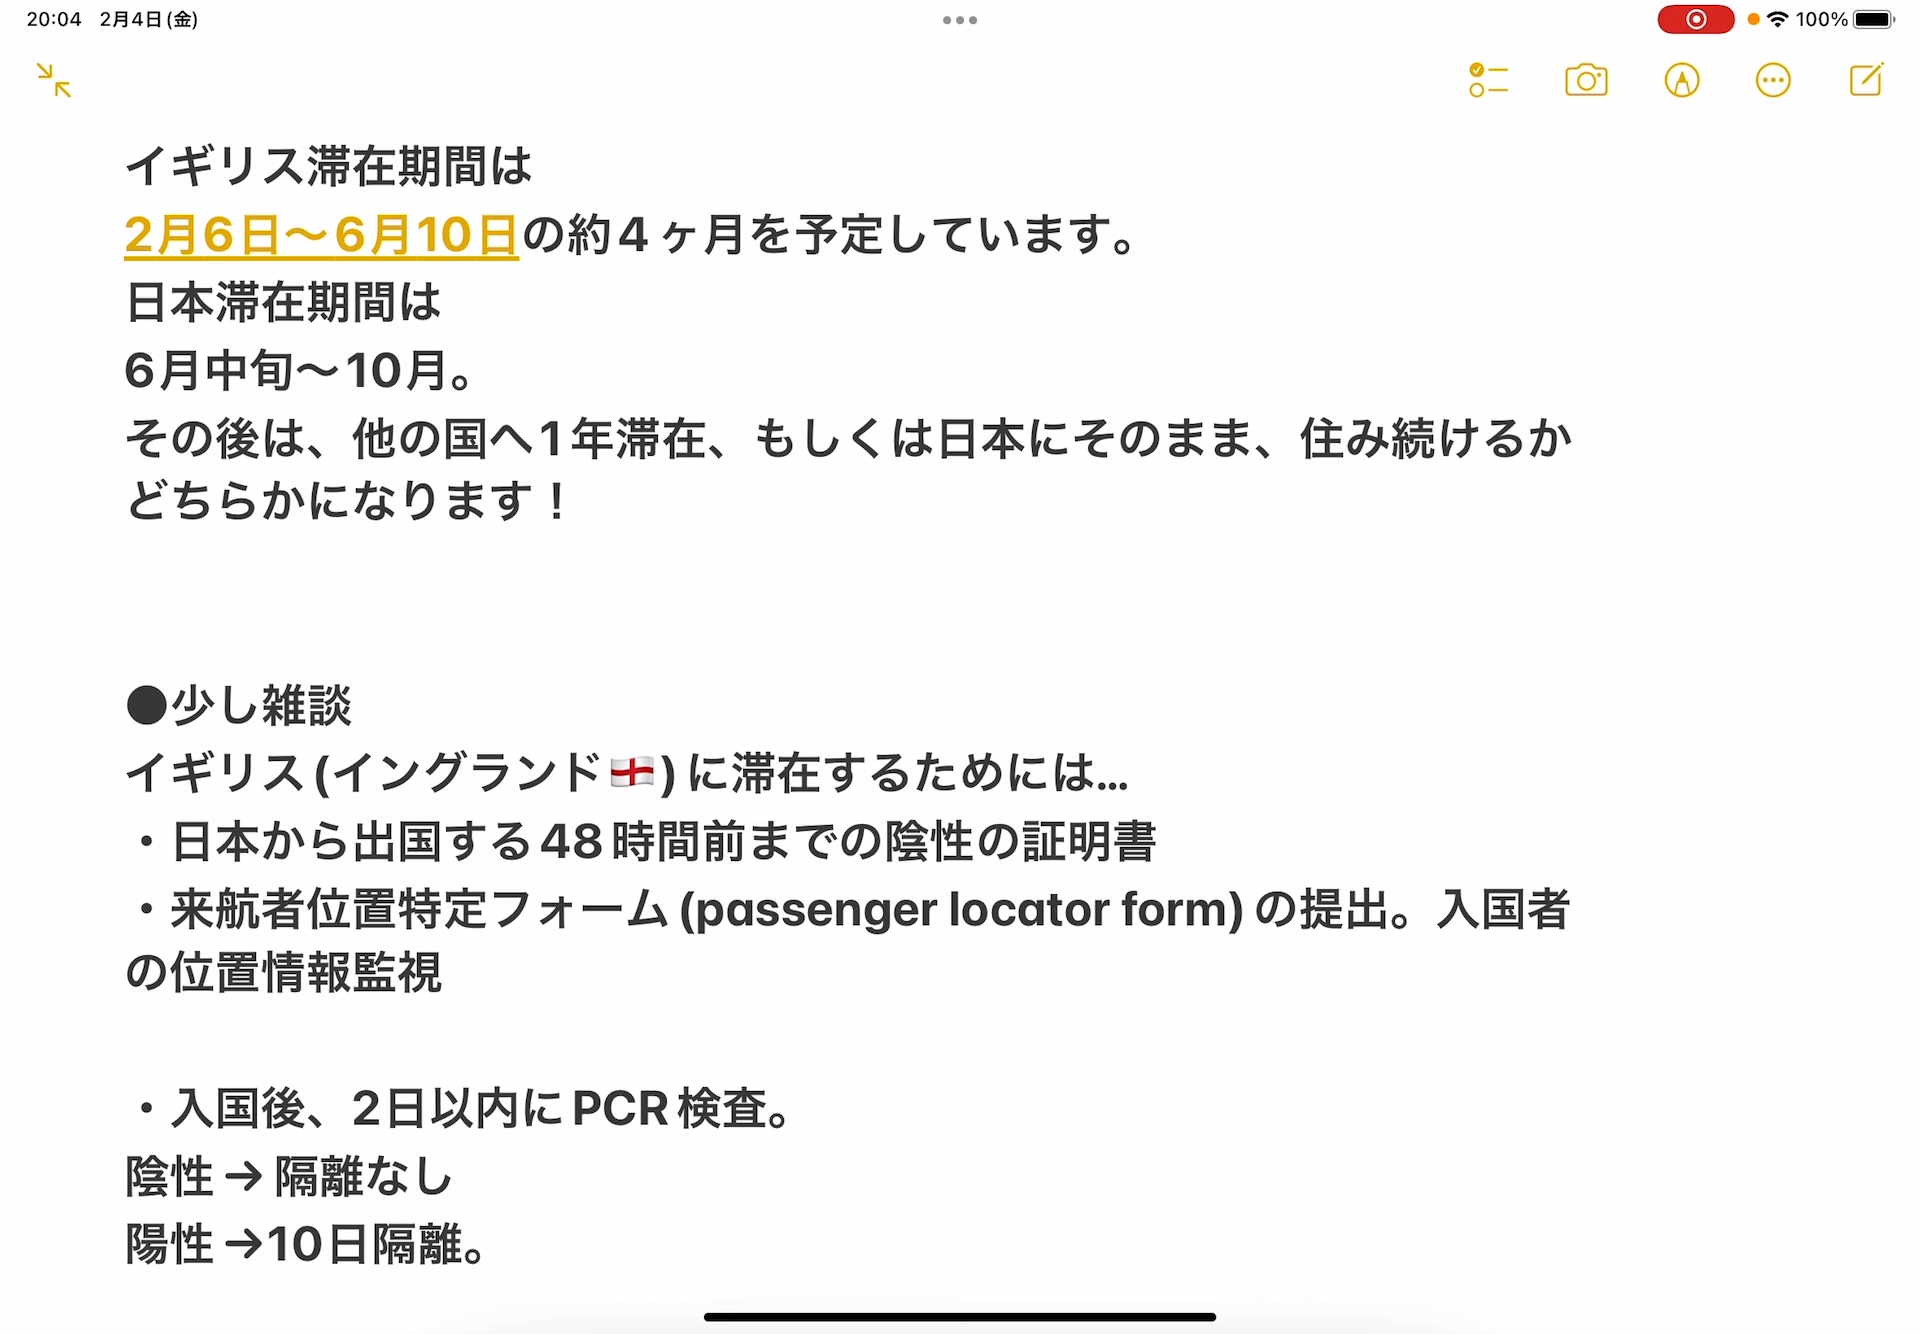 20:04 2月4日(金)
100%
イギリス滞在期間は
2月6日〜6月10日の約4ヶ月を予定しています。
日本滞在期間は
6月中旬〜10月。
その後は、他の国へ1年滞在、もしくは日本にそのまま、住み続けるか
どちらかになります！
●少し雑談
イギリス(イングランド🏴󠁧󠁢󠁥󠁮󠁧󠁿)に滞在するためには…
・日本から出国する48時間前までの陰性の証明書
・来航者位置特定フォーム(passenger locator form)の提出。入国者
の位置情報監視
・入国後、2日以内にPCR検査。
陰性→隔離なし
陽性→10日隔離。